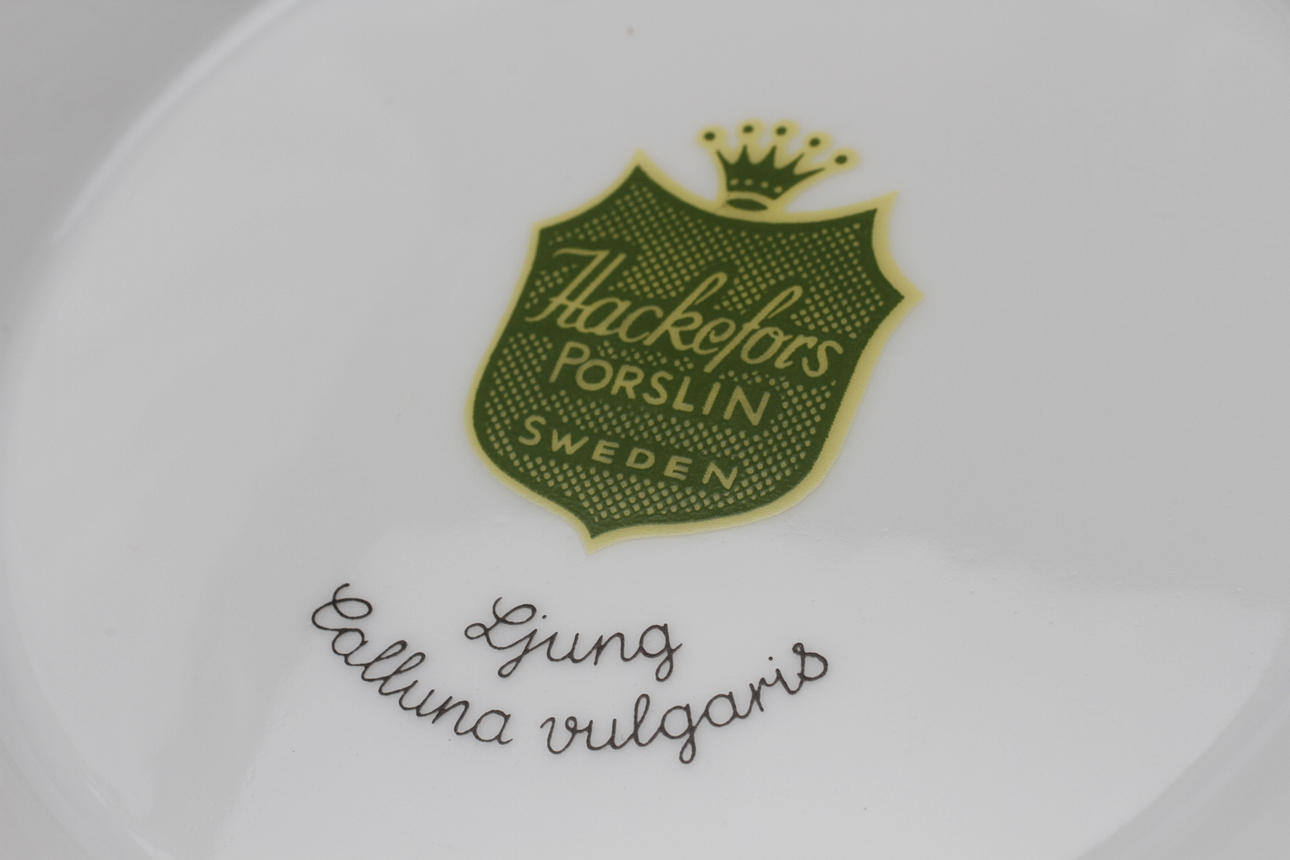 Hackefors
PORSLIN
SWEDEN
Ljung
Calluna vulgaris